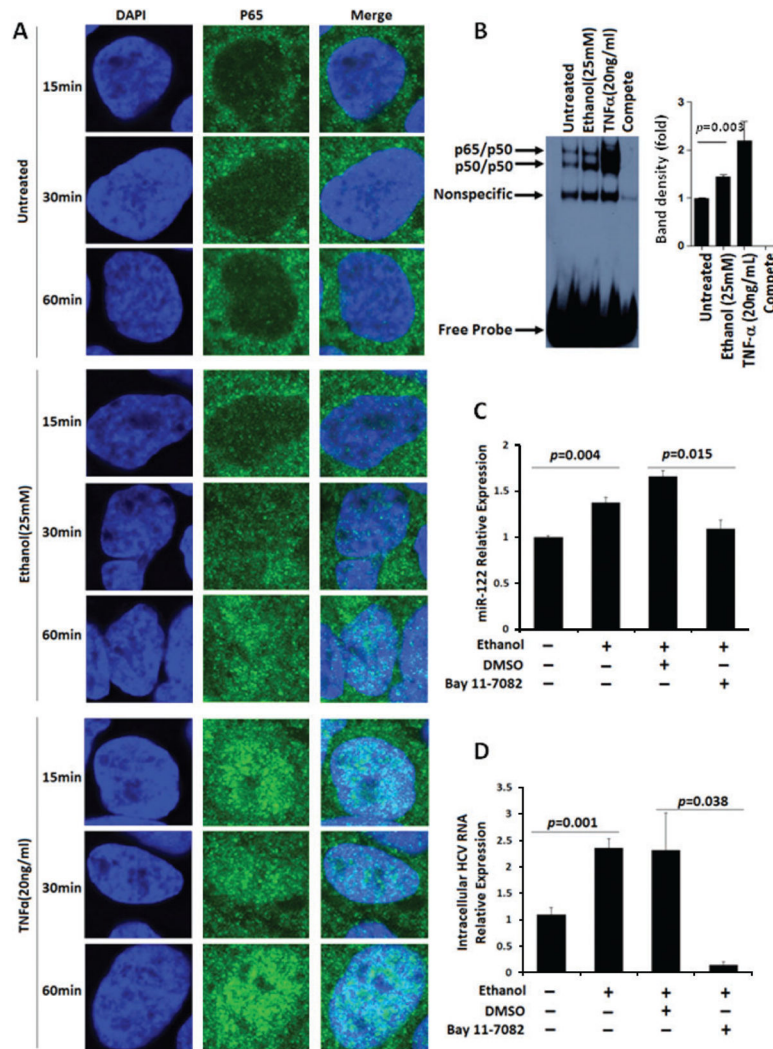 A
DAPI P65 Merge
Untreated
15min
30min
60min
Ethanol(25mM)
15min
30min
60min
TNFα(20ng/ml)
15min
30min
60min
B
Untreated
Ethanol(25mM)
TNFα(20ng/ml)
Compete
p65/p50
p50/p50
Nonspecific
Free Probe
Band density (fold)
3
2
1
0
p=0.003
Untreated
Ethanol(25mM)
TNF-α (20ng/mL)
Compete
C
miR-122 Relative Expression
2
1.5
1
0.5
0
p=0.004 p=0.015
Ethanol − + + +
DMSO − − + −
Bay 11-7082 − − − +
D
Intracellular HCV RNA
Relative Expression
3.5
3
2.5
2
1.5
1
0.5
0
p=0.001 p=0.038
Ethanol − + + +
DMSO − − + −
Bay 11-7082 − − − +